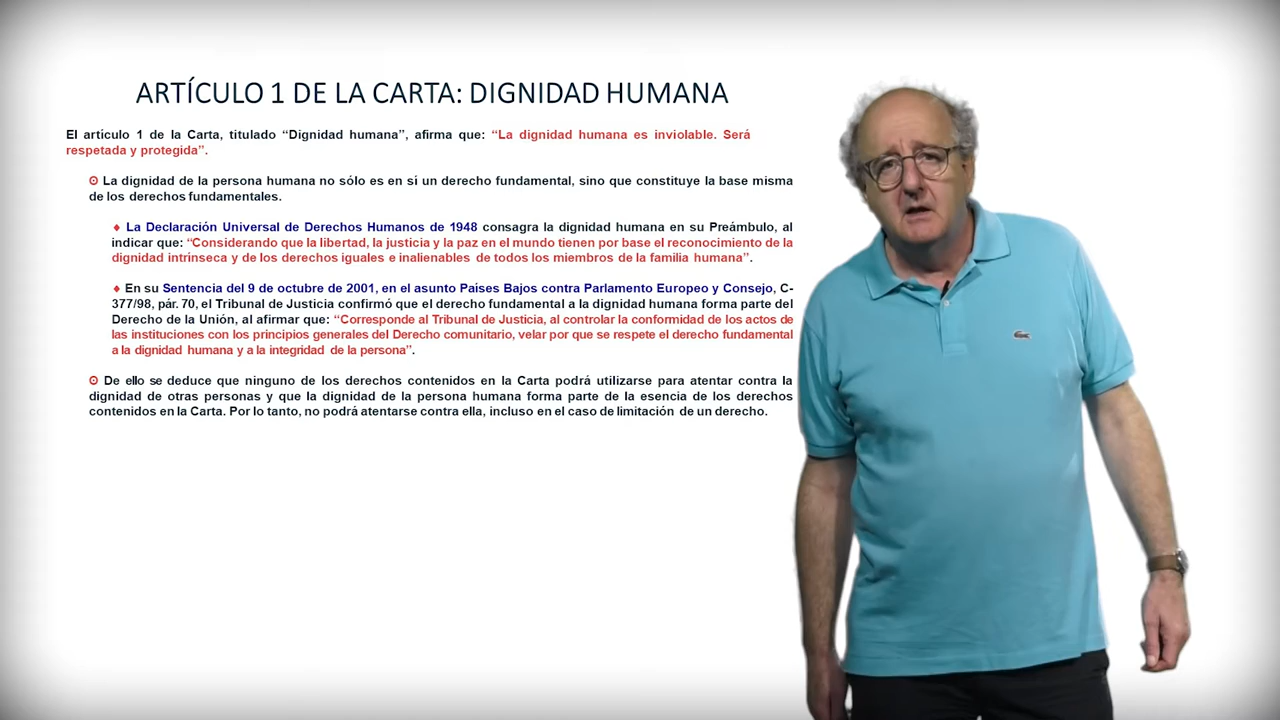 ARTÍCULO 1 DE LA CARTA: DIGNIDAD HUMANA
El artículo 1 de la Carta, titulado “Dignidad humana”, afirma que: “La dignidad humana es inviolable. Será
respetada y protegida”.
⊙ La dignidad de la persona humana no sólo es en sí un derecho fundamental, sino que constituye la base misma
de los derechos fundamentales.
♦ La Declaración Universal de Derechos Humanos de 1948 consagra la dignidad humana en su Preámbulo, al
indicar que: “Considerando que la libertad, la justicia y la paz en el mundo tienen por base el reconocimiento de la
dignidad intrínseca y de los derechos iguales e inalienables de todos los miembros de la familia humana”.
♦ En su Sentencia del 9 de octubre de 2001, en el asunto Países Bajos contra Parlamento Europeo y Consejo, C-
377/98, pár. 70, el Tribunal de Justicia confirmó que el derecho fundamental a la dignidad humana forma parte del
Derecho de la Unión, al afirmar que: “Corresponde al Tribunal de Justicia, al controlar la conformidad de los actos de
las instituciones con los principios generales del Derecho comunitario, velar por que se respete el derecho fundamental
a la dignidad humana y a la integridad de la persona”.
⊙ De ello se deduce que ninguno de los derechos contenidos en la Carta podrá utilizarse para atentar contra la
dignidad de otras personas y que la dignidad de la persona humana forma parte de la esencia de los derechos
contenidos en la Carta. Por lo tanto, no podrá atentarse contra ella, incluso en el caso de limitación de un derecho.